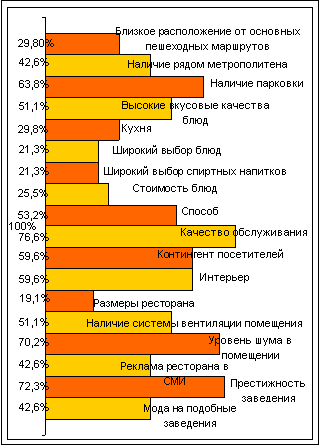 Близкое расположение от основных
29,80% пешеходных маршрутов
42,6% Наличие рядом метрополитена
63,8% Наличие парковки
51,1% Высокие вкусовые качества
блюд
29,8% Кухня
21,3% Широкий выбор блюд
21,3% Широкий выбор спиртных напитков
25,5% Стоимость блюд
53,2% Способ
100%
76,6% Качество обслуживания
59,6% Контингент посетителей
59,6% Интерьер
19,1% Размеры ресторана
51,1% Наличие системы вентиляции помещения
70,2% Уровень шума в
помещении
42,6% Реклама ресторана в
СМИ
72,3% Престижность
заведения
42,6% Мода на подобные
заведения